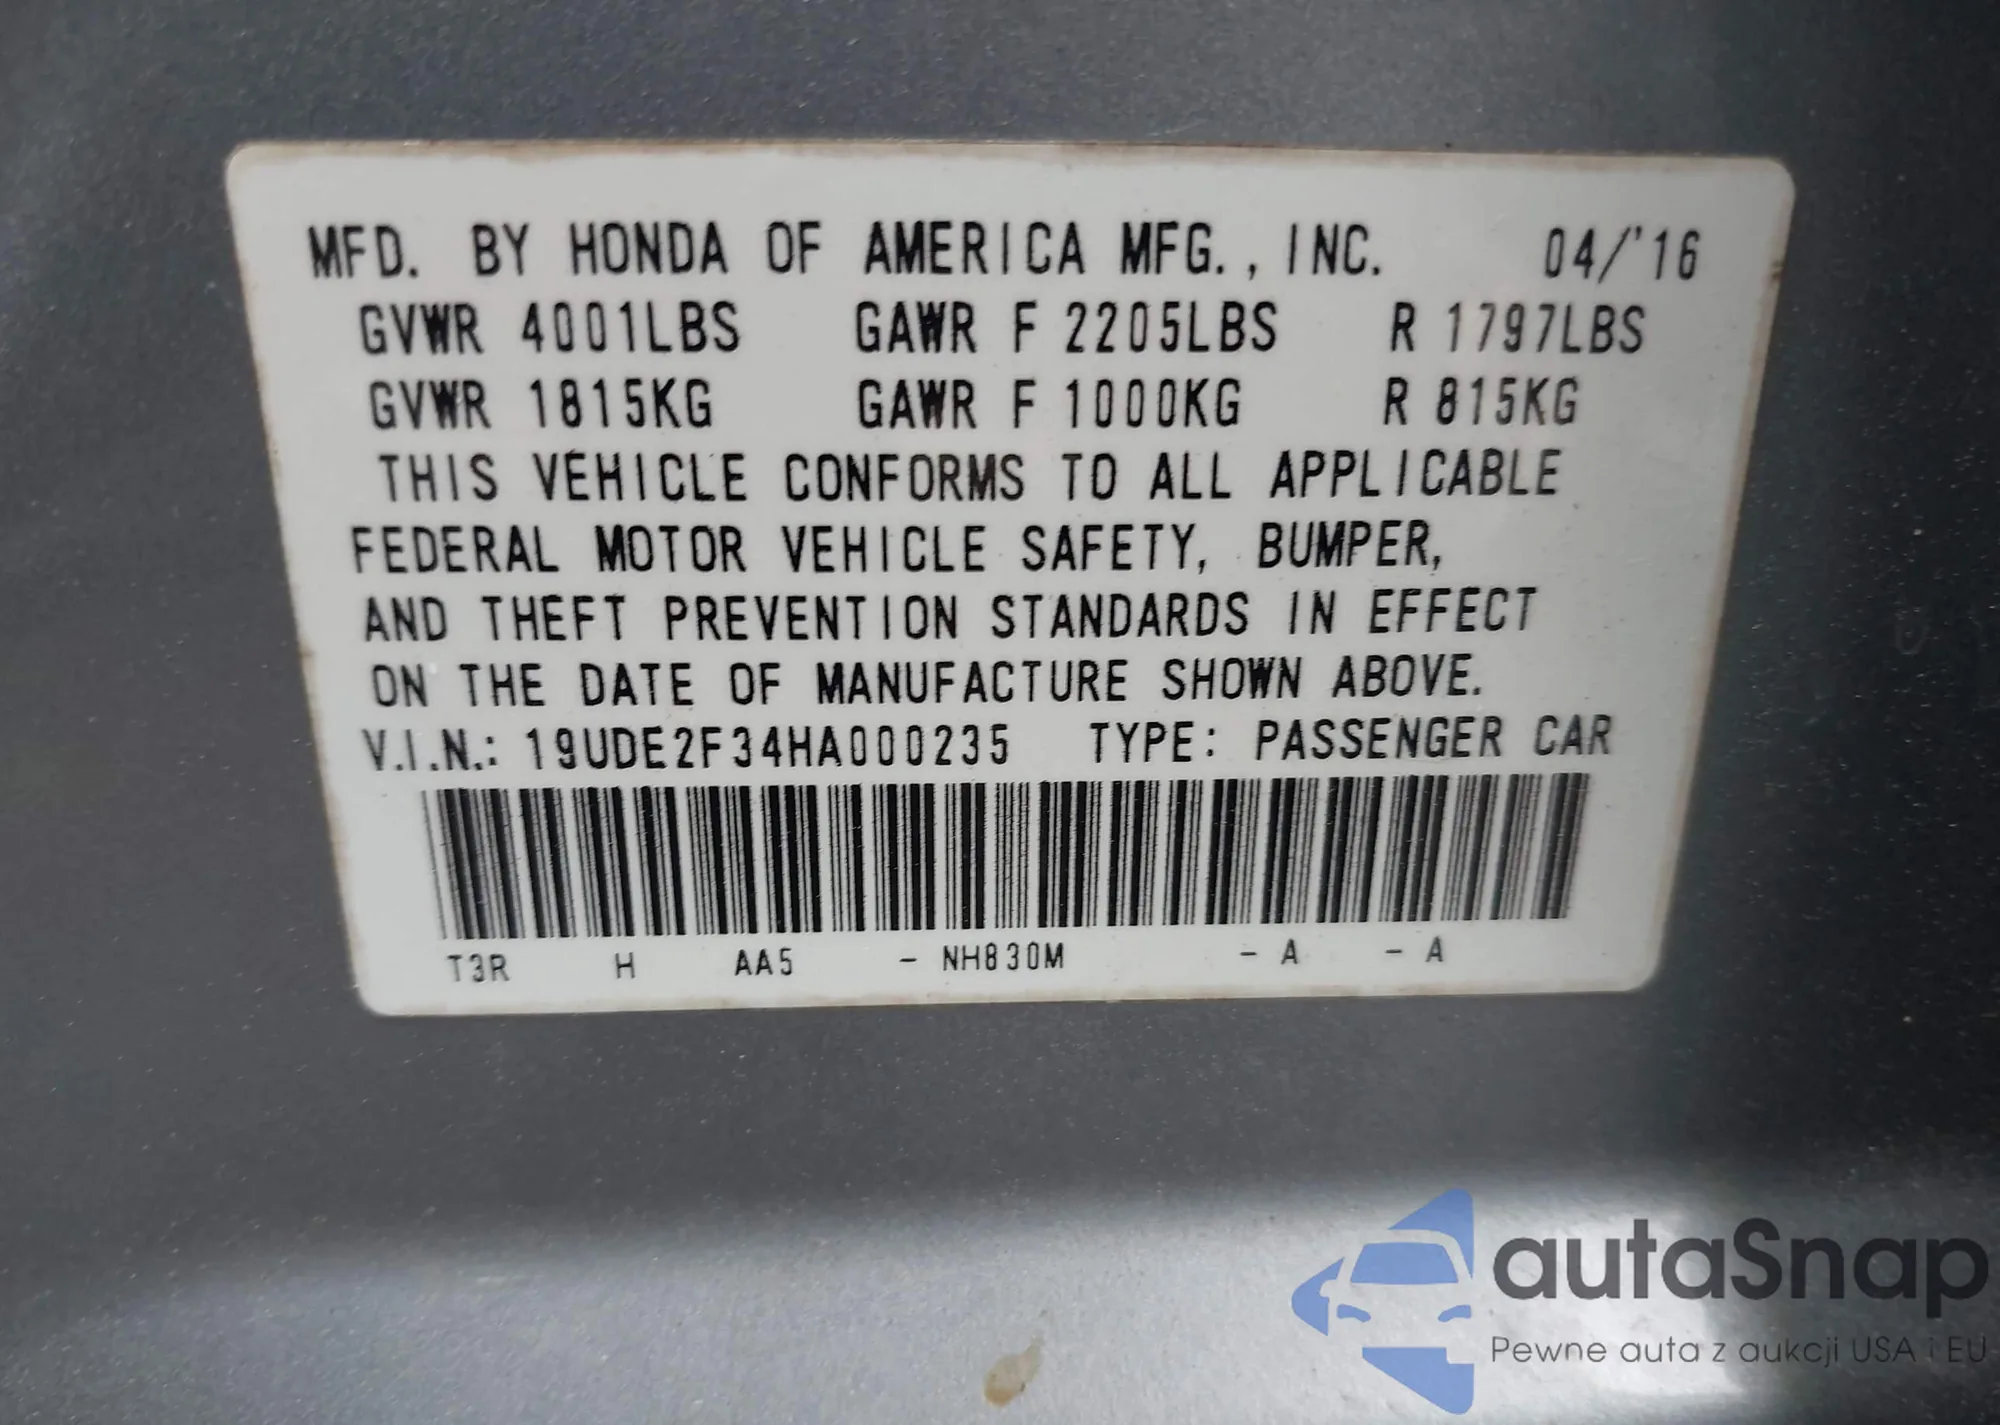 MFD. BY HONDA OF AMERICA MFG., INC. 04/'16
GVWR 4001LBS GAWR F 2205LBS R 1797LBS
GVWR 1815KG GAWR F 1000KG R 815KG
THIS VEHICLE CONFORMS TO ALL APPLICABLE
FEDERAL MOTOR VEHICLE SAFETY, BUMPER,
AND THEFT PREVENTION STANDARDS IN EFFECT
ON THE DATE OF MANUFACTURE SHOWN ABOVE.
V.I.N.: 19UDE2F34HA000235 TYPE: PASSENGER CAR
T3R H AA5 - NH830M - A - A
autaSnap
Pewne auta z aukcji USA i EU